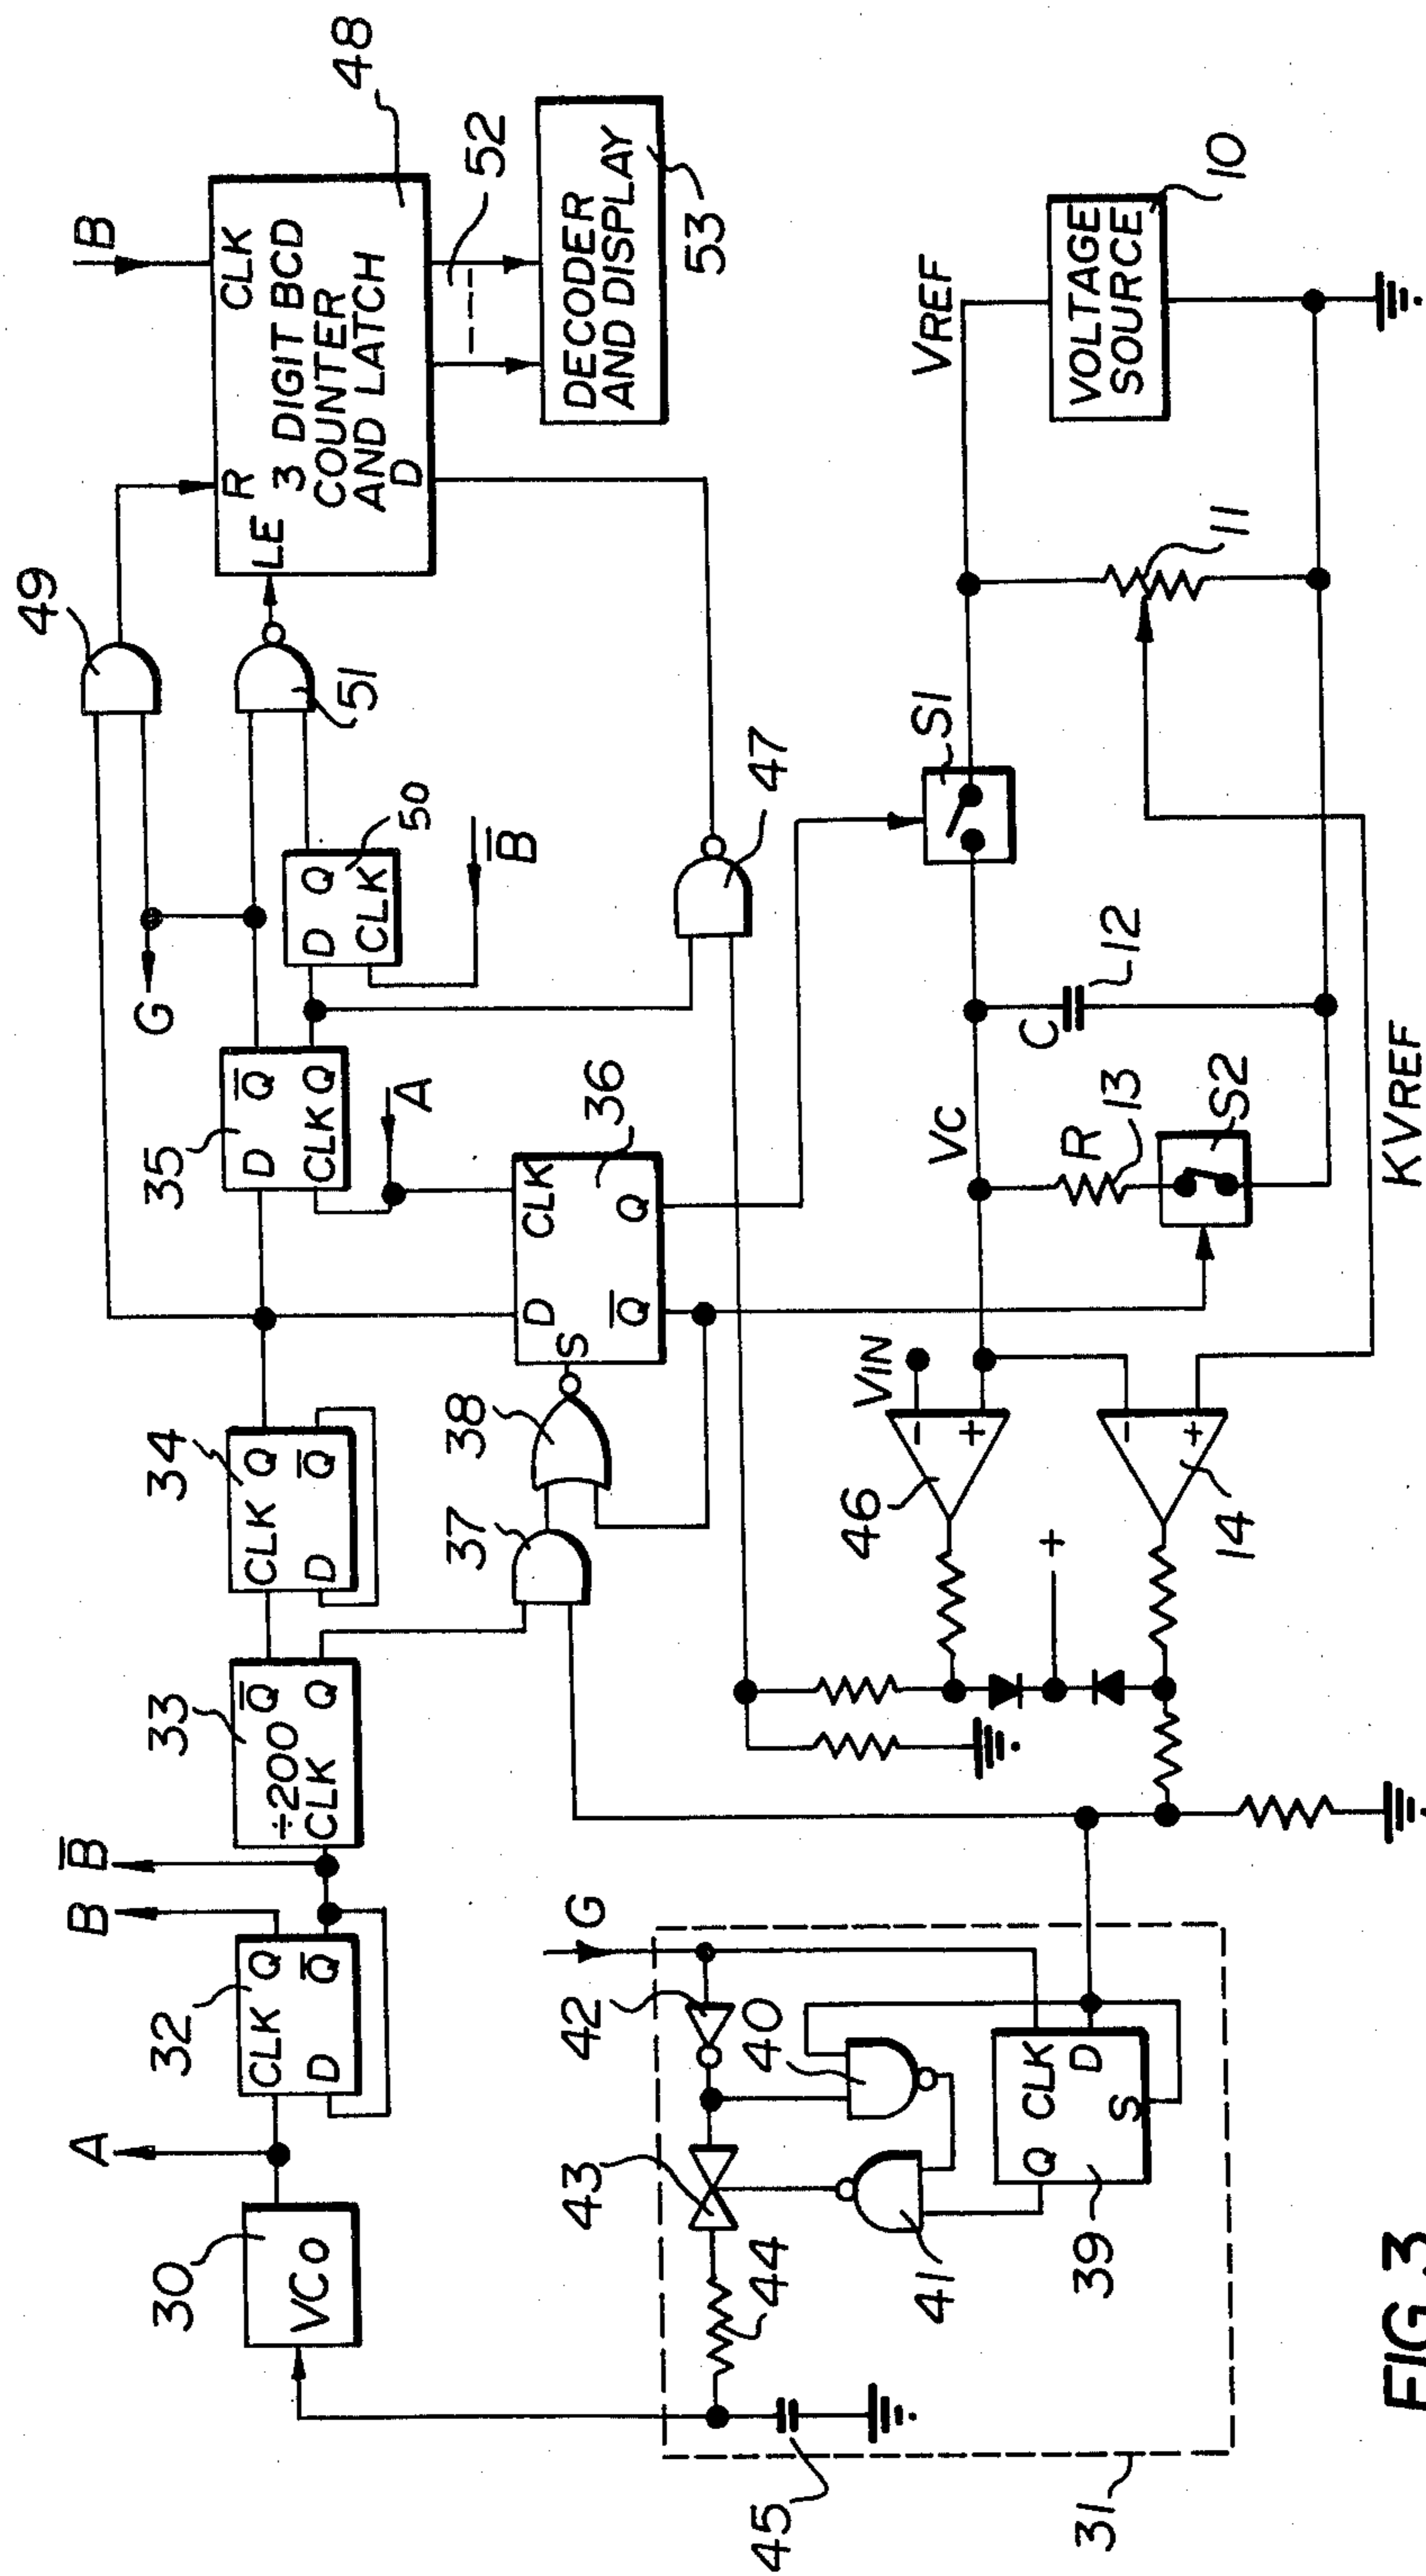 A
B
B̅
30
VCO
32
CLK Q
D Q̅
33
÷200
Q̅
CLK Q
34
CLK Q
D Q̅
35
D Q̅
CLK Q
G
A
49
51
50
D Q
CLK
B̅
B
48
R CLK
LE
3 DIGIT BCD
COUNTER
AND LATCH
D
52
DECODER
AND DISPLAY
53
37
38
36
D CLK
S
Q̅ Q
47
G
42
40
43
44
41
39
Q CLK
D
S
45
31
VIN
46
-
+
+
-
+
14
VC
R
13
S2
C
12
S1
VREF
11
VOLTAGE
SOURCE
10
KVREF
FIG.3